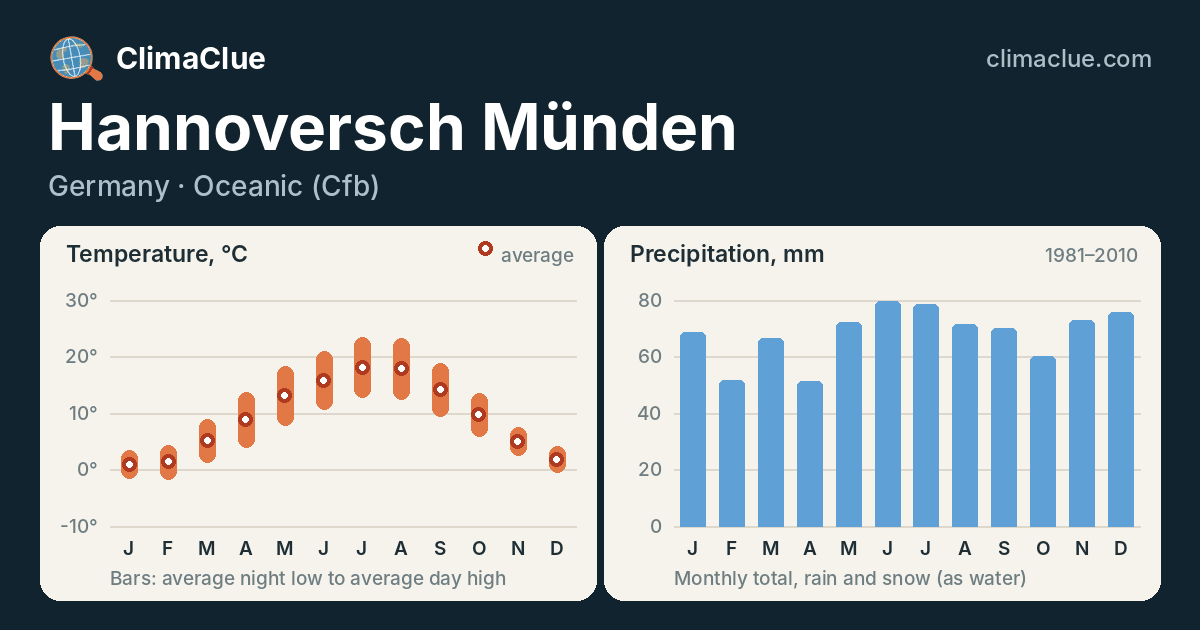 ClimaClue
climaclue.com
Hannoversch Münden
Germany · Oceanic (Cfb)
Temperature, °C
average
30°
20°
10°
0°
-10°
J F M A M J J A S O N D
Bars: average night low to average day high
Precipitation, mm
1981–2010
80
60
40
20
0
J F M A M J J A S O N D
Monthly total, rain and snow (as water)